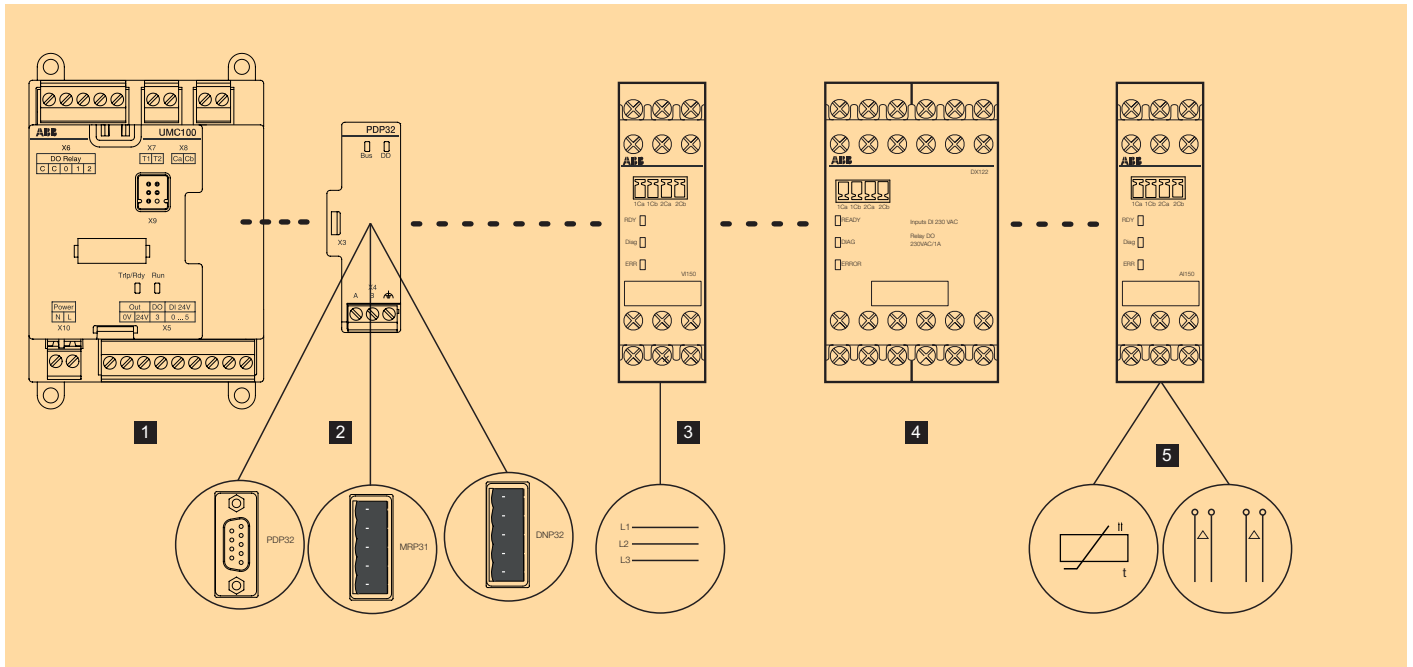 ABB UMC100
X6 X7 X8
DO Relay T1 T2 Ca Cb
C C 0 1 2
X9
Trip/Rdy Run
Power Out DO DI 24V
N L 0V 24V 3 0 ... 5
X10 X5
1
PDP32
Bus DD
X3
X4
A B
2
PDP32
MRP31
DNP32
ABB
1Ca 1Cb 2Ca 2Cb
RDY
Diag
ERR
VI150
3
L1
L2
L3
ABB
DX122
1Ca 1Cb 2Ca 2Cb
READY Inputs DI 230 VAC
Relay DO
DIAG 230VAC/1A
ERROR
4
ABB
1Ca 1Cb 2Ca 2Cb
RDY
Diag
ERR
AI150
5
t